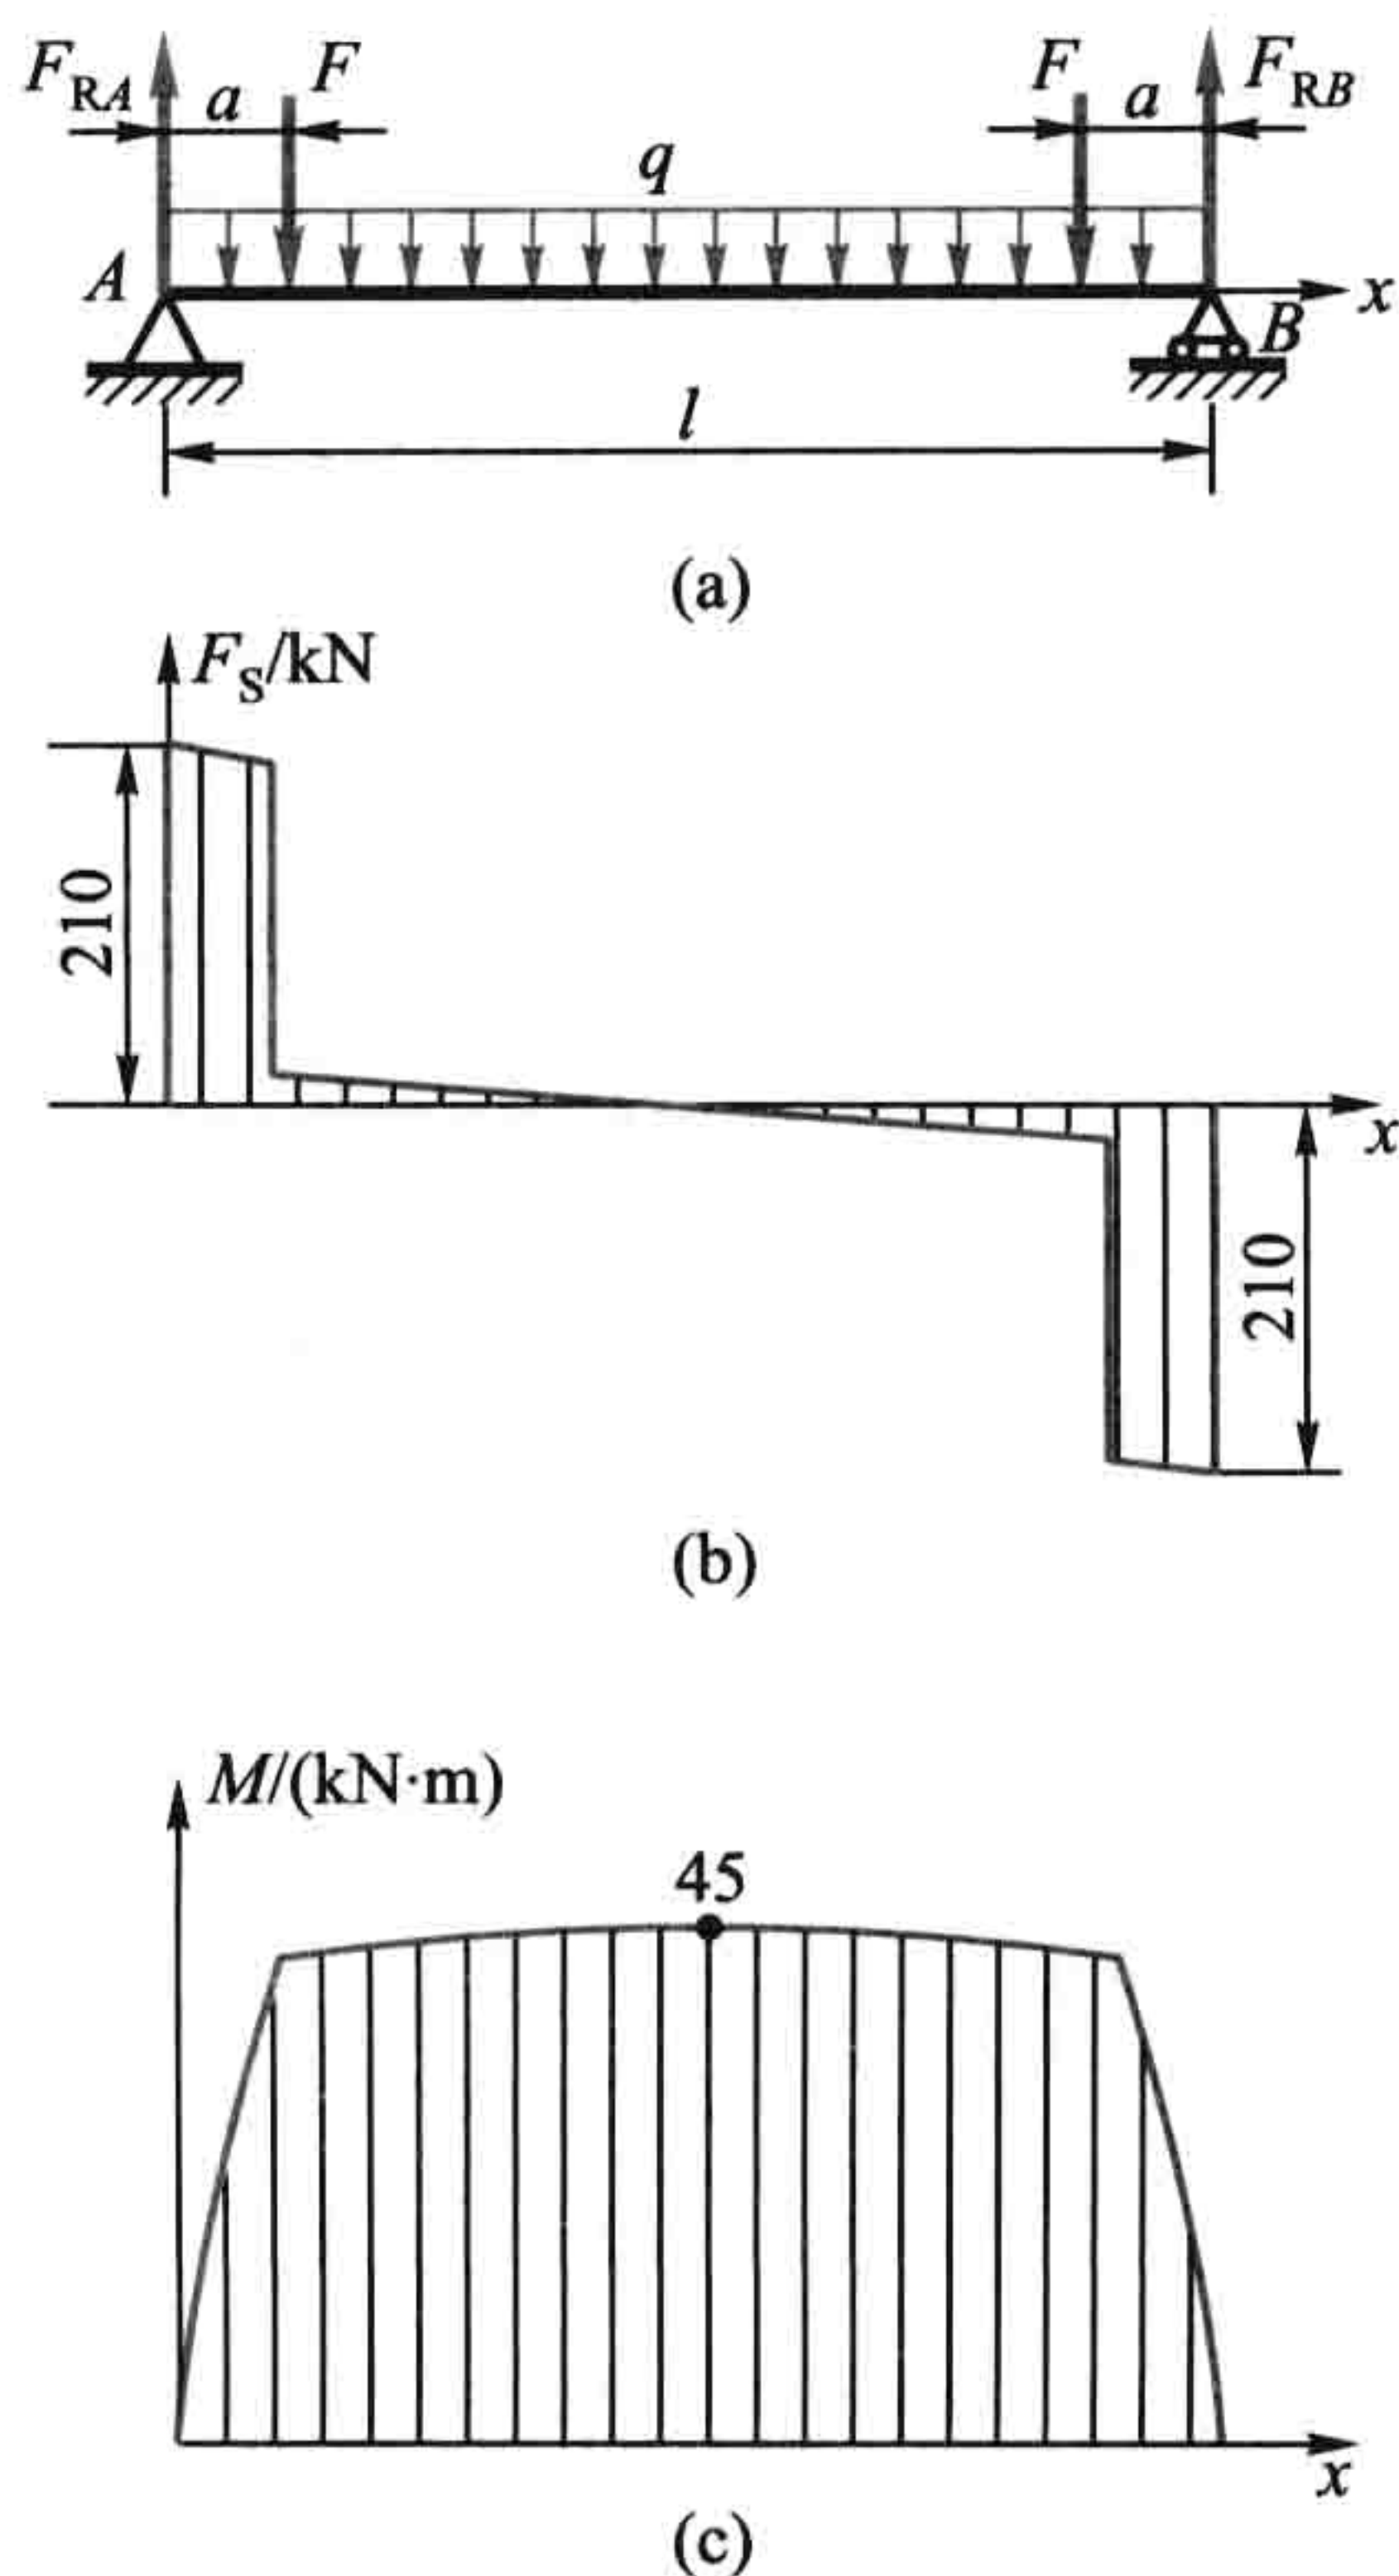 F_RA a F F a F_RB
q
A x
B
l
(a)
F_S/kN
210
x
210
(b)
M/(kN·m)
45
x
(c)